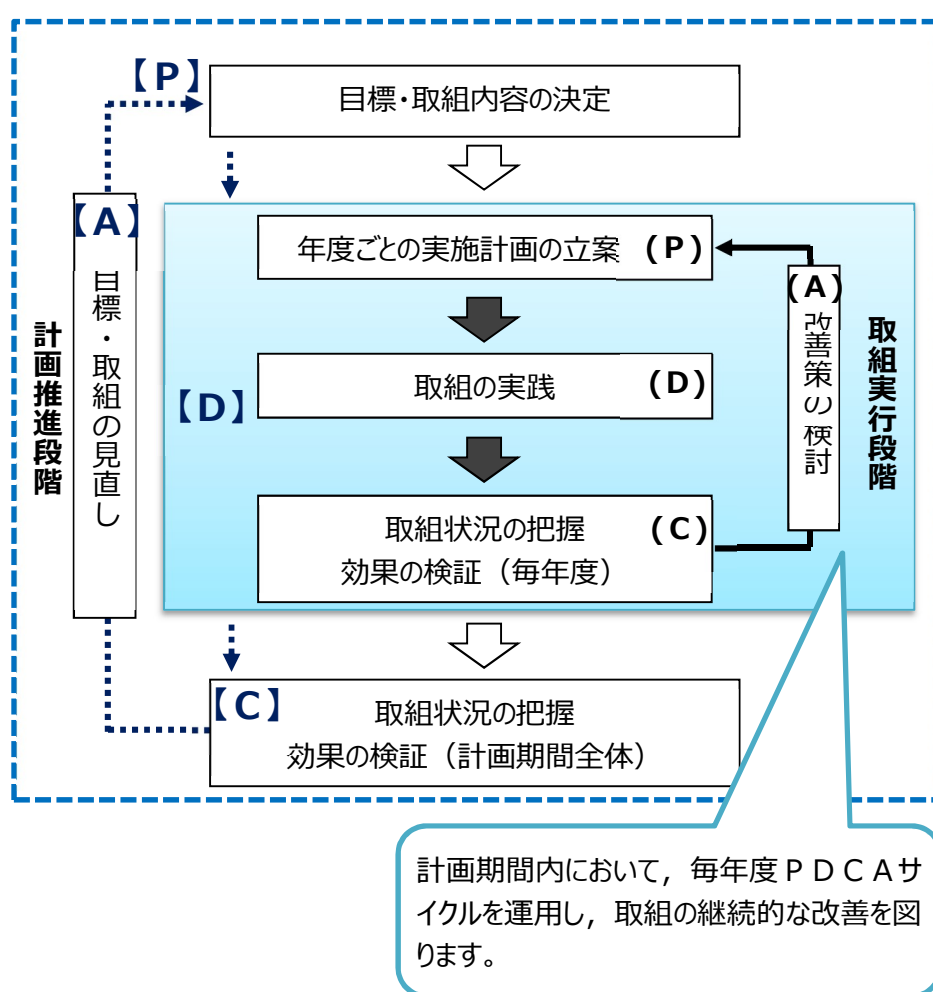 【P】
目標・取組内容の決定
【A】
目標・取組の見直し
計画推進段階
年度ごとの実施計画の立案 (P)
(A)
改善策の検討
取組実行段階
【D】
取組の実践 (D)
取組状況の把握 (C)
効果の検証（毎年度）
【C】
取組状況の把握
効果の検証（計画期間全体）
計画期間内において，毎年度ＰＤＣＡサ
イクルを運用し，取組の継続的な改善を図
ります。